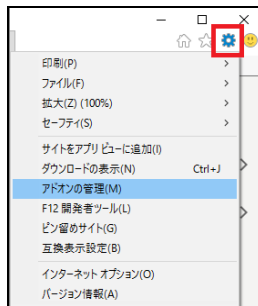 印刷(P)
ファイル(F)
拡大(Z) (100%)
セーフティ(S)
サイトをアプリ ビューに追加(I)
ダウンロードの表示(N) Ctrl+J
アドオンの管理(M)
F12 開発者ツール(L)
ピン留めサイト(G)
互換表示設定(B)
インターネット オプション(O)
バージョン情報(A)